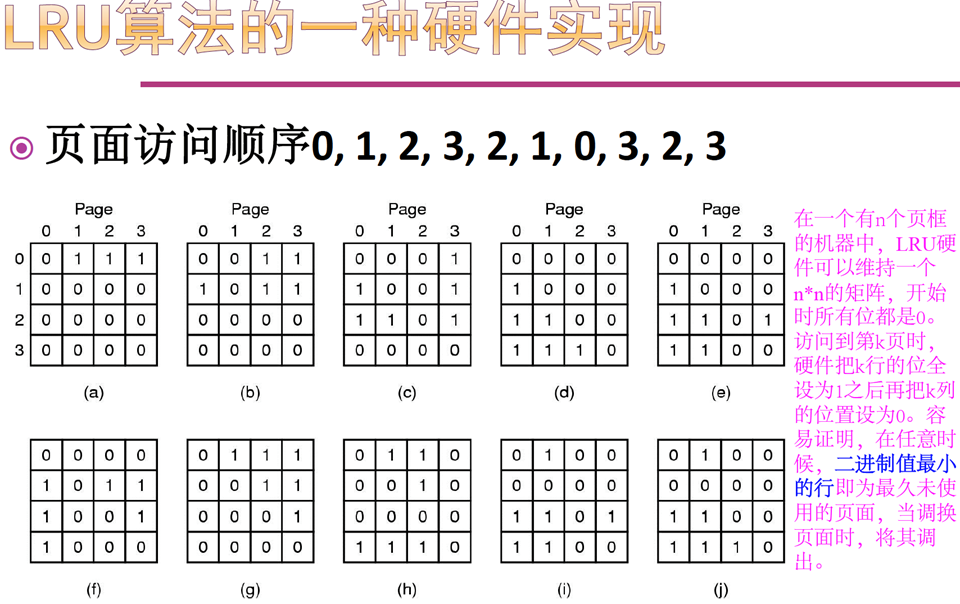 LRU算法的一种硬件实现
页面访问顺序0, 1, 2, 3, 2, 1, 0, 3, 2, 3
Page Page Page Page Page
0 1 2 3 0 1 2 3 0 1 2 3 0 1 2 3 0 1 2 3
0 0 1 1 1 0 0 1 1 0 0 0 1 0 0 0 0 0 0 0 0
1 0 0 0 0 1 0 1 1 1 0 0 1 1 0 0 0 1 0 0 0
2 0 0 0 0 0 0 0 0 1 1 0 1 1 1 0 0 1 1 0 1
3 0 0 0 0 0 0 0 0 0 0 0 0 1 1 1 0 1 1 0 0
(a) (b) (c) (d) (e)
0 0 0 0 0 1 1 1 0 1 1 0 0 1 0 0 0 1 0 0
1 0 1 1 0 0 1 1 0 0 1 0 0 0 0 0 0 0 0 0
1 0 0 1 0 0 0 1 0 0 0 0 1 1 0 1 1 1 0 0
1 0 0 0 0 0 0 0 1 1 1 0 1 1 0 0 1 1 1 0
(f) (g) (h) (i) (j)
在一个有n个页框
的机器中，LRU硬
件可以维持一个
n*n的矩阵，开始
时所有位都是0。
访问到第k页时，
硬件把k行的位全
设为1之后再把k列
的位置设为0。容
易证明，在任意时
候，二进制值最小
的行即为最久未使
用的页面，当调换
页面时，将其调
出。